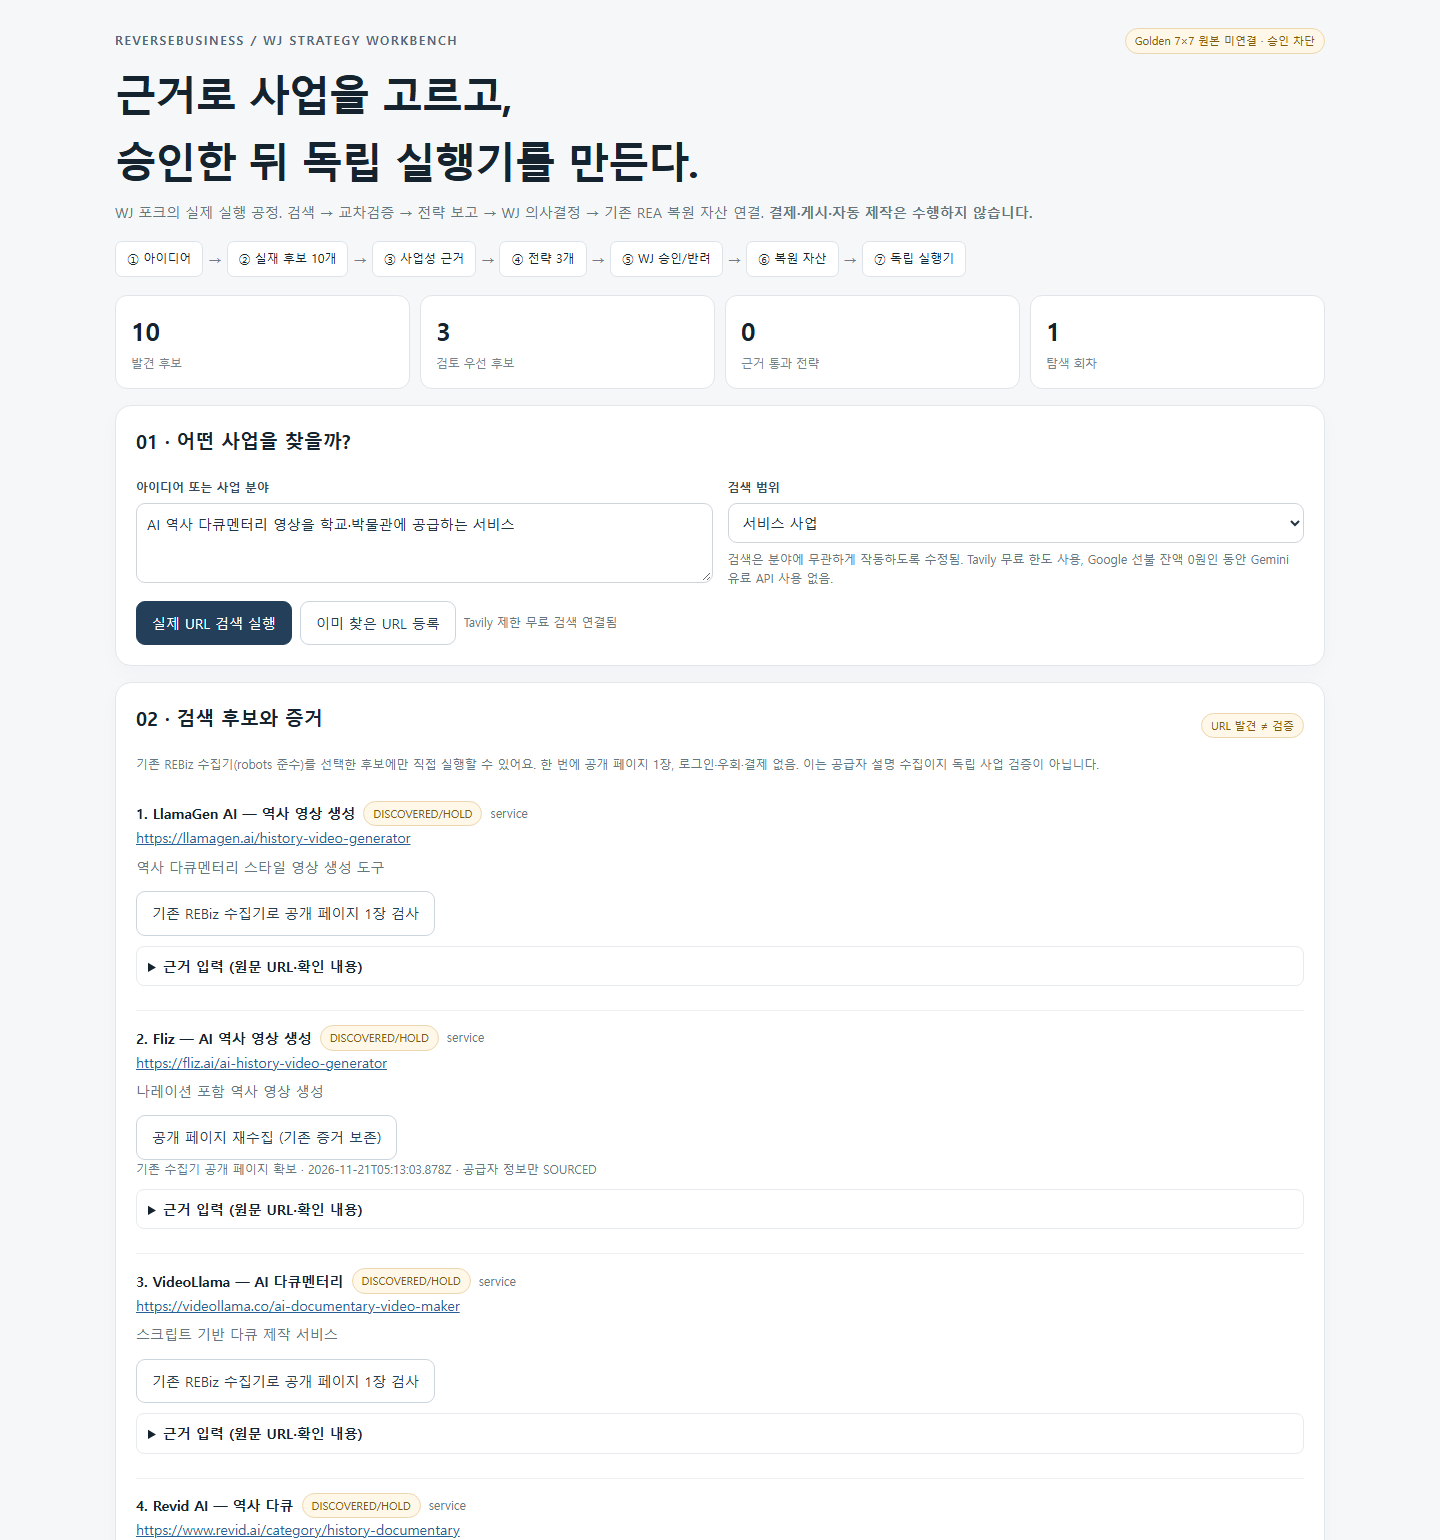 REVERSEBUSINESS / WJ STRATEGY WORKBENCH
Golden 7×7 원본 미연결 · 승인 차단
근거로 사업을 고르고,
승인한 뒤 독립 실행기를 만든다.
WJ 포크의 실제 실행 공정. 검색 → 교차검증 → 전략 보고 → WJ 의사결정 → 기존 REA 복원 자산 연결. 결제·게시·자동 제작은 수행하지 않습니다.
① 아이디어 → ② 실재 후보 10개 → ③ 사업성 근거 → ④ 전략 3개 → ⑤ WJ 승인/반려 → ⑥ 복원 자산 → ⑦ 독립 실행기
10
발견 후보
3
검토 우선 후보
0
근거 통과 전략
1
탐색 회차
01 · 어떤 사업을 찾을까?
아이디어 또는 사업 분야
AI 역사 다큐멘터리 영상을 학교·박물관에 공급하는 서비스
검색 범위
서비스 사업
검색은 분야에 무관하게 작동하도록 수정됨. Tavily 무료 한도 사용, Google 선불 잔액 0원인 동안 Gemini
유료 API 사용 없음.
실제 URL 검색 실행
이미 찾은 URL 등록
Tavily 제한 무료 검색 연결됨
02 · 검색 후보와 증거
URL 발견 ≠ 검증
기존 REBiz 수집기(robots 준수)를 선택한 후보에만 직접 실행할 수 있어요. 한 번에 공개 페이지 1장, 로그인·우회·결제 없음. 이는 공급자 설명 수집이지 독립 사업 검증이 아닙니다.
1. LlamaGen AI — 역사 영상 생성 DISCOVERED/HOLD service
https://llamagen.ai/history-video-generator
역사 다큐멘터리 스타일 영상 생성 도구
기존 REBiz 수집기로 공개 페이지 1장 검사
▶ 근거 입력 (원문 URL·확인 내용)
2. Fliz — AI 역사 영상 생성 DISCOVERED/HOLD service
https://fliz.ai/ai-history-video-generator
나레이션 포함 역사 영상 생성
공개 페이지 재수집 (기존 증거 보존)
기존 수집기 공개 페이지 확보 · 2026-11-21T05:13:03.878Z · 공급자 정보만 SOURCED
▶ 근거 입력 (원문 URL·확인 내용)
3. VideoLlama — AI 다큐멘터리 DISCOVERED/HOLD service
https://videollama.co/ai-documentary-video-maker
스크립트 기반 다큐 제작 서비스
기존 REBiz 수집기로 공개 페이지 1장 검사
▶ 근거 입력 (원문 URL·확인 내용)
4. Revid AI — 역사 다큐 DISCOVERED/HOLD service
https://www.revid.ai/category/history-documentary